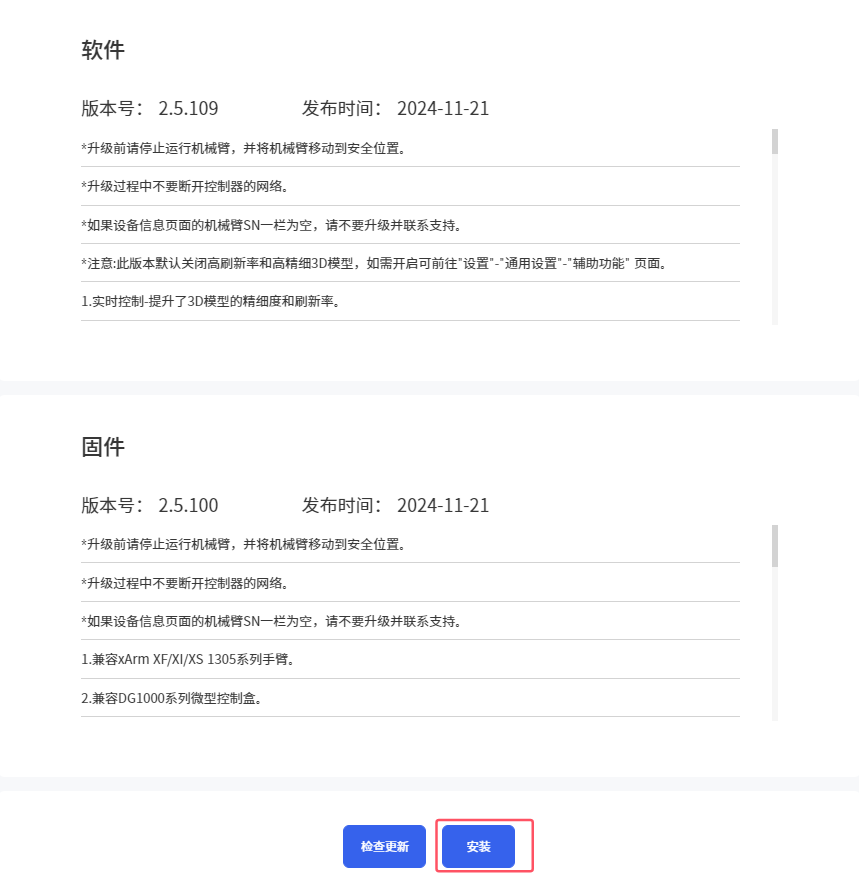 软件
版本号： 2.5.109 发布时间： 2024-11-21
*升级前请停止运行机械臂，并将机械臂移动到安全位置。
*升级过程中不要断开控制器的网络。
*如果设备信息页面的机械臂SN一栏为空，请不要升级并联系支持。
*注意:此版本默认关闭高刷新率和高精细3D模型，如需开启可前往"设置"-"通用设置"-"辅助功能" 页面。
1.实时控制-提升了3D模型的精细度和刷新率。
固件
版本号： 2.5.100 发布时间： 2024-11-21
*升级前请停止运行机械臂，并将机械臂移动到安全位置。
*升级过程中不要断开控制器的网络。
*如果设备信息页面的机械臂SN一栏为空，请不要升级并联系支持。
1.兼容xArm XF/XI/XS 1305系列手臂。
2.兼容DG1000系列微型控制盒。
检查更新 安装